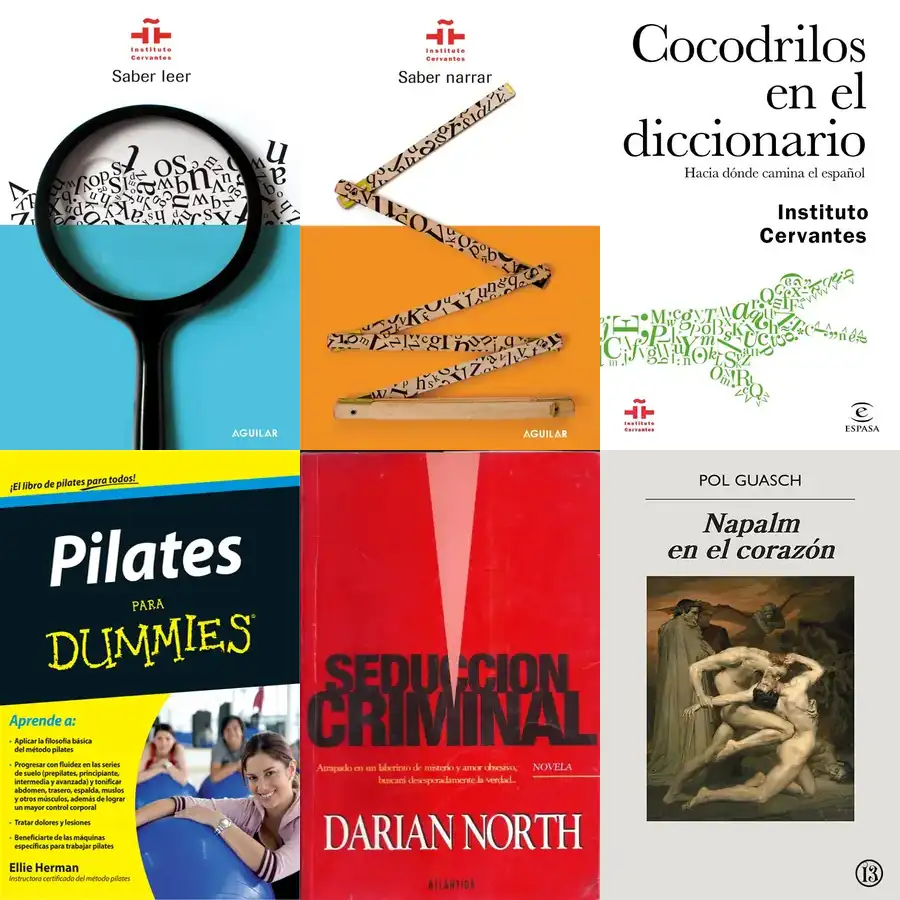 Instituto
Cervantes
Saber leer
AGUILAR
Instituto
Cervantes
Saber narrar
AGUILAR
Cocodrilos
en el
diccionario
Hacia dónde camina el español
Instituto
Cervantes
Instituto
Cervantes
e
ESPASA
¡El libro de pilates para todos!
Pilates
PARA
DUMMIES®
Aprende a:
• Aplicar la filosofía básica
del método pilates
• Progresar con fluidez en las series
de suelo (prepilates, principiante,
intermedia y avanzada) y tonificar
abdomen, trasero, espalda, muslos
y otros músculos, además de lograr
un mayor control corporal
• Tratar dolores y lesiones
• Beneficiarte de las máquinas
específicas para trabajar pilates
Ellie Herman
Instructora certificada del método pilates
SEDUCCION
CRIMINAL
Atrapado en un laberinto de misterio y amor obsesivo,
buscará desesperadamente la verdad...
NOVELA
DARIAN NORTH
ATLANTIDA
POL GUASCH
Napalm
en el corazón
13